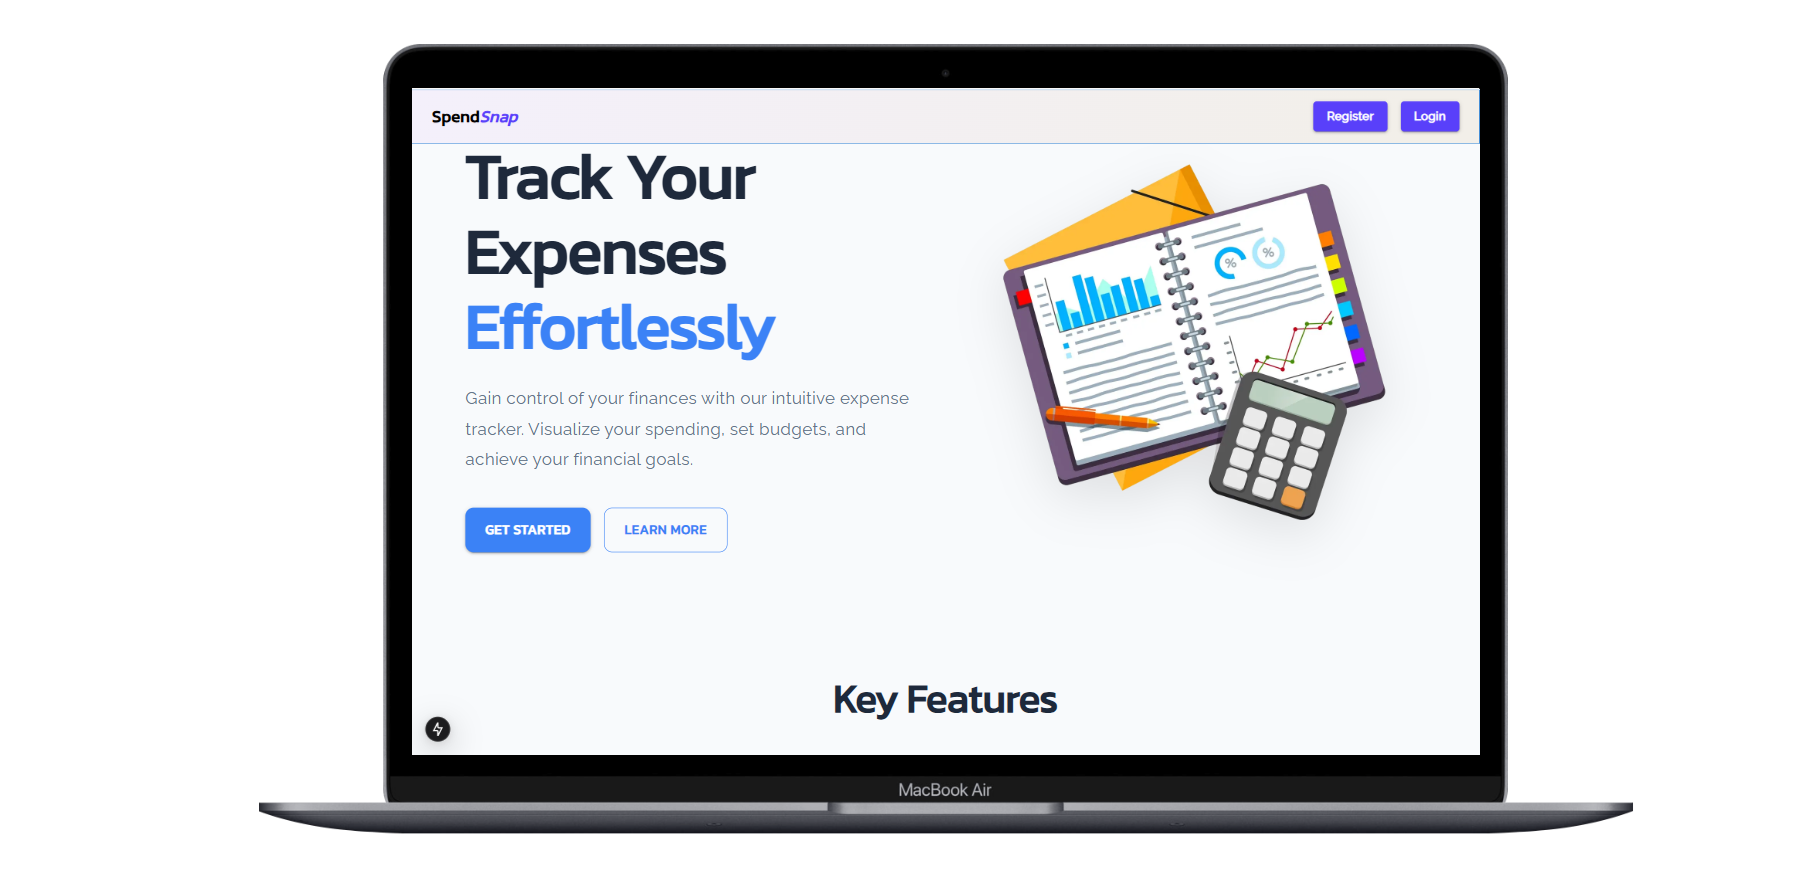 SpendSnap
Register
Login
Track Your
Expenses
Effortlessly
Gain control of your finances with our intuitive expense
tracker. Visualize your spending, set budgets, and
achieve your financial goals.
GET STARTED
LEARN MORE
%
%
Key Features
MacBook Air